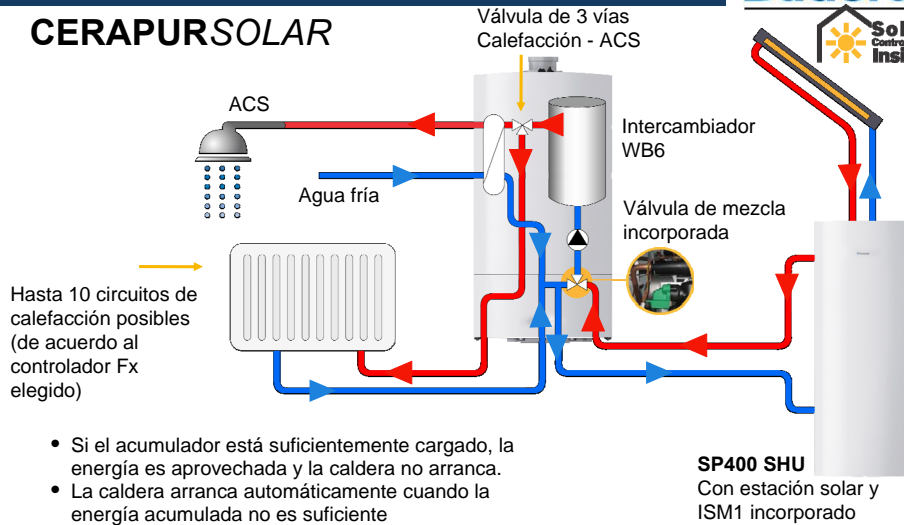 CERAPURSOLAR
Válvula de 3 vías
Calefacción - ACS
Control
ACS
Intercambiador
WB6
Agua fría
Válvula de mezcla
incorporada
Hasta 10 circuitos de
calefacción posibles
(de acuerdo al
controlador Fx
elegido)
• Si el acumulador está suficientemente cargado, la
energía es aprovechada y la caldera no arranca.
• La caldera arranca automáticamente cuando la
energía acumulada no es suficiente
SP400 SHU
Con estación solar y
ISM1 incorporado